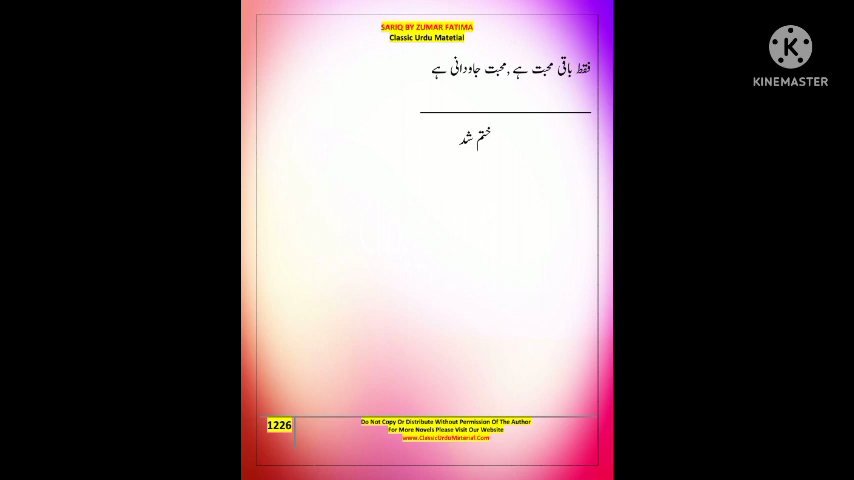 SARIQ BY ZUMAR FATIMA
Classic Urdu Matetial
فقط باقی محبت ہے ,محبت جاودانی ہے
ختم شد
1226
Do Not Copy Or Distribute Without Permission Of The Author
For More Novels Please Visit Our Website
www.ClassicUrduMaterial.Com
K
KINEMASTER